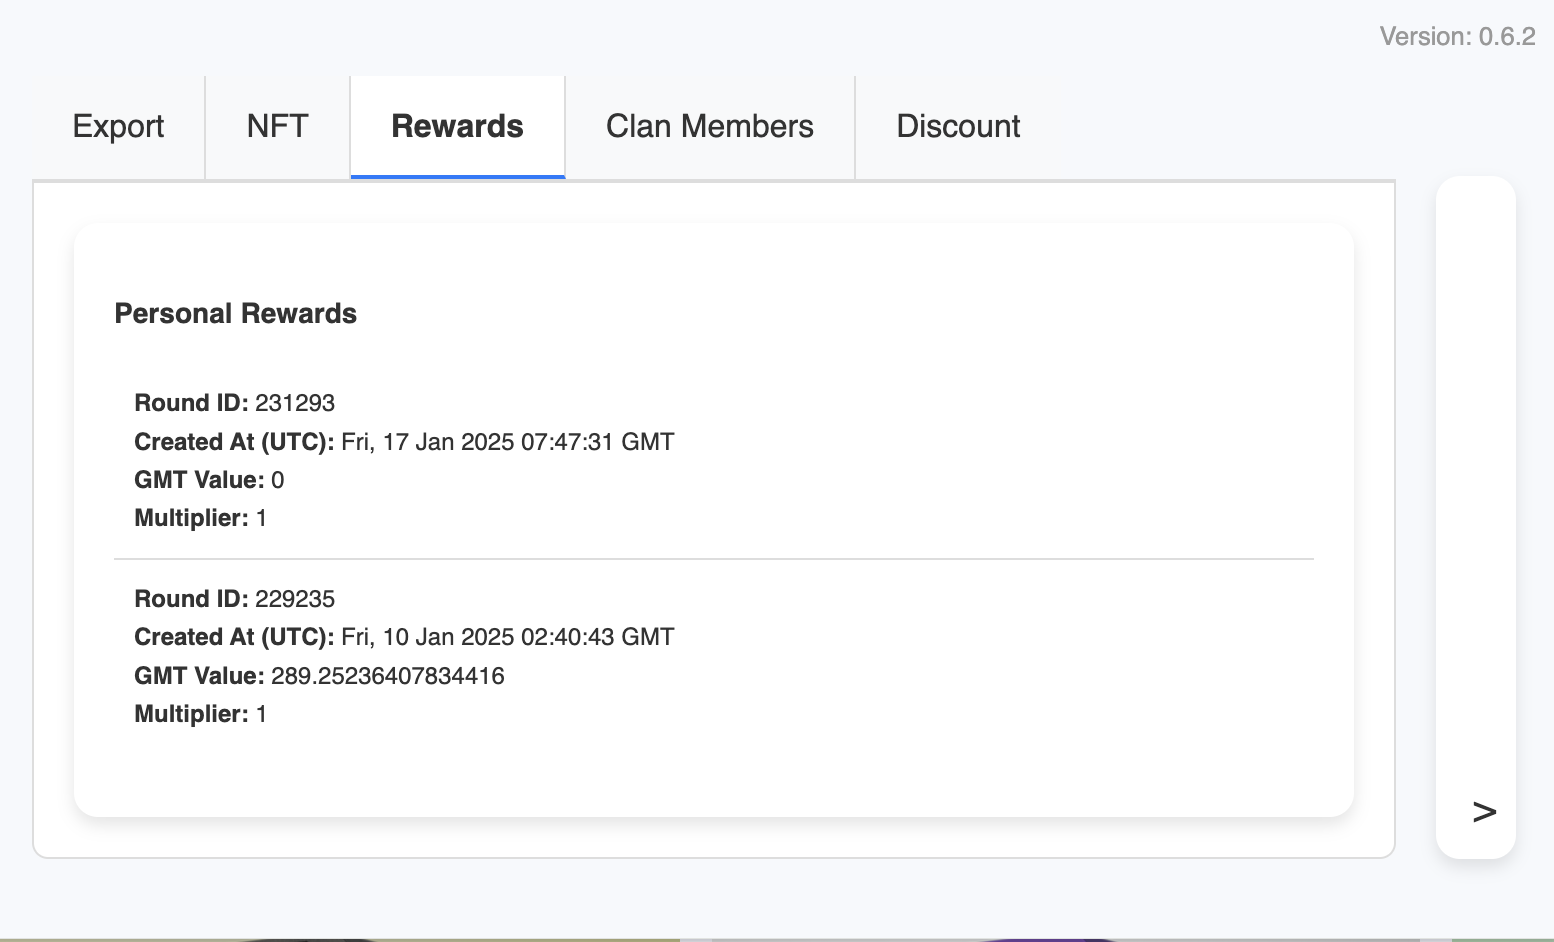 Version: 0.6.2
Export
NFT
Rewards
Clan Members
Discount
Personal Rewards
Round ID: 231293
Created At (UTC): Fri, 17 Jan 2025 07:47:31 GMT
GMT Value: 0
Multiplier: 1
Round ID: 229235
Created At (UTC): Fri, 10 Jan 2025 02:40:43 GMT
GMT Value: 289.25236407834416
Multiplier: 1
>